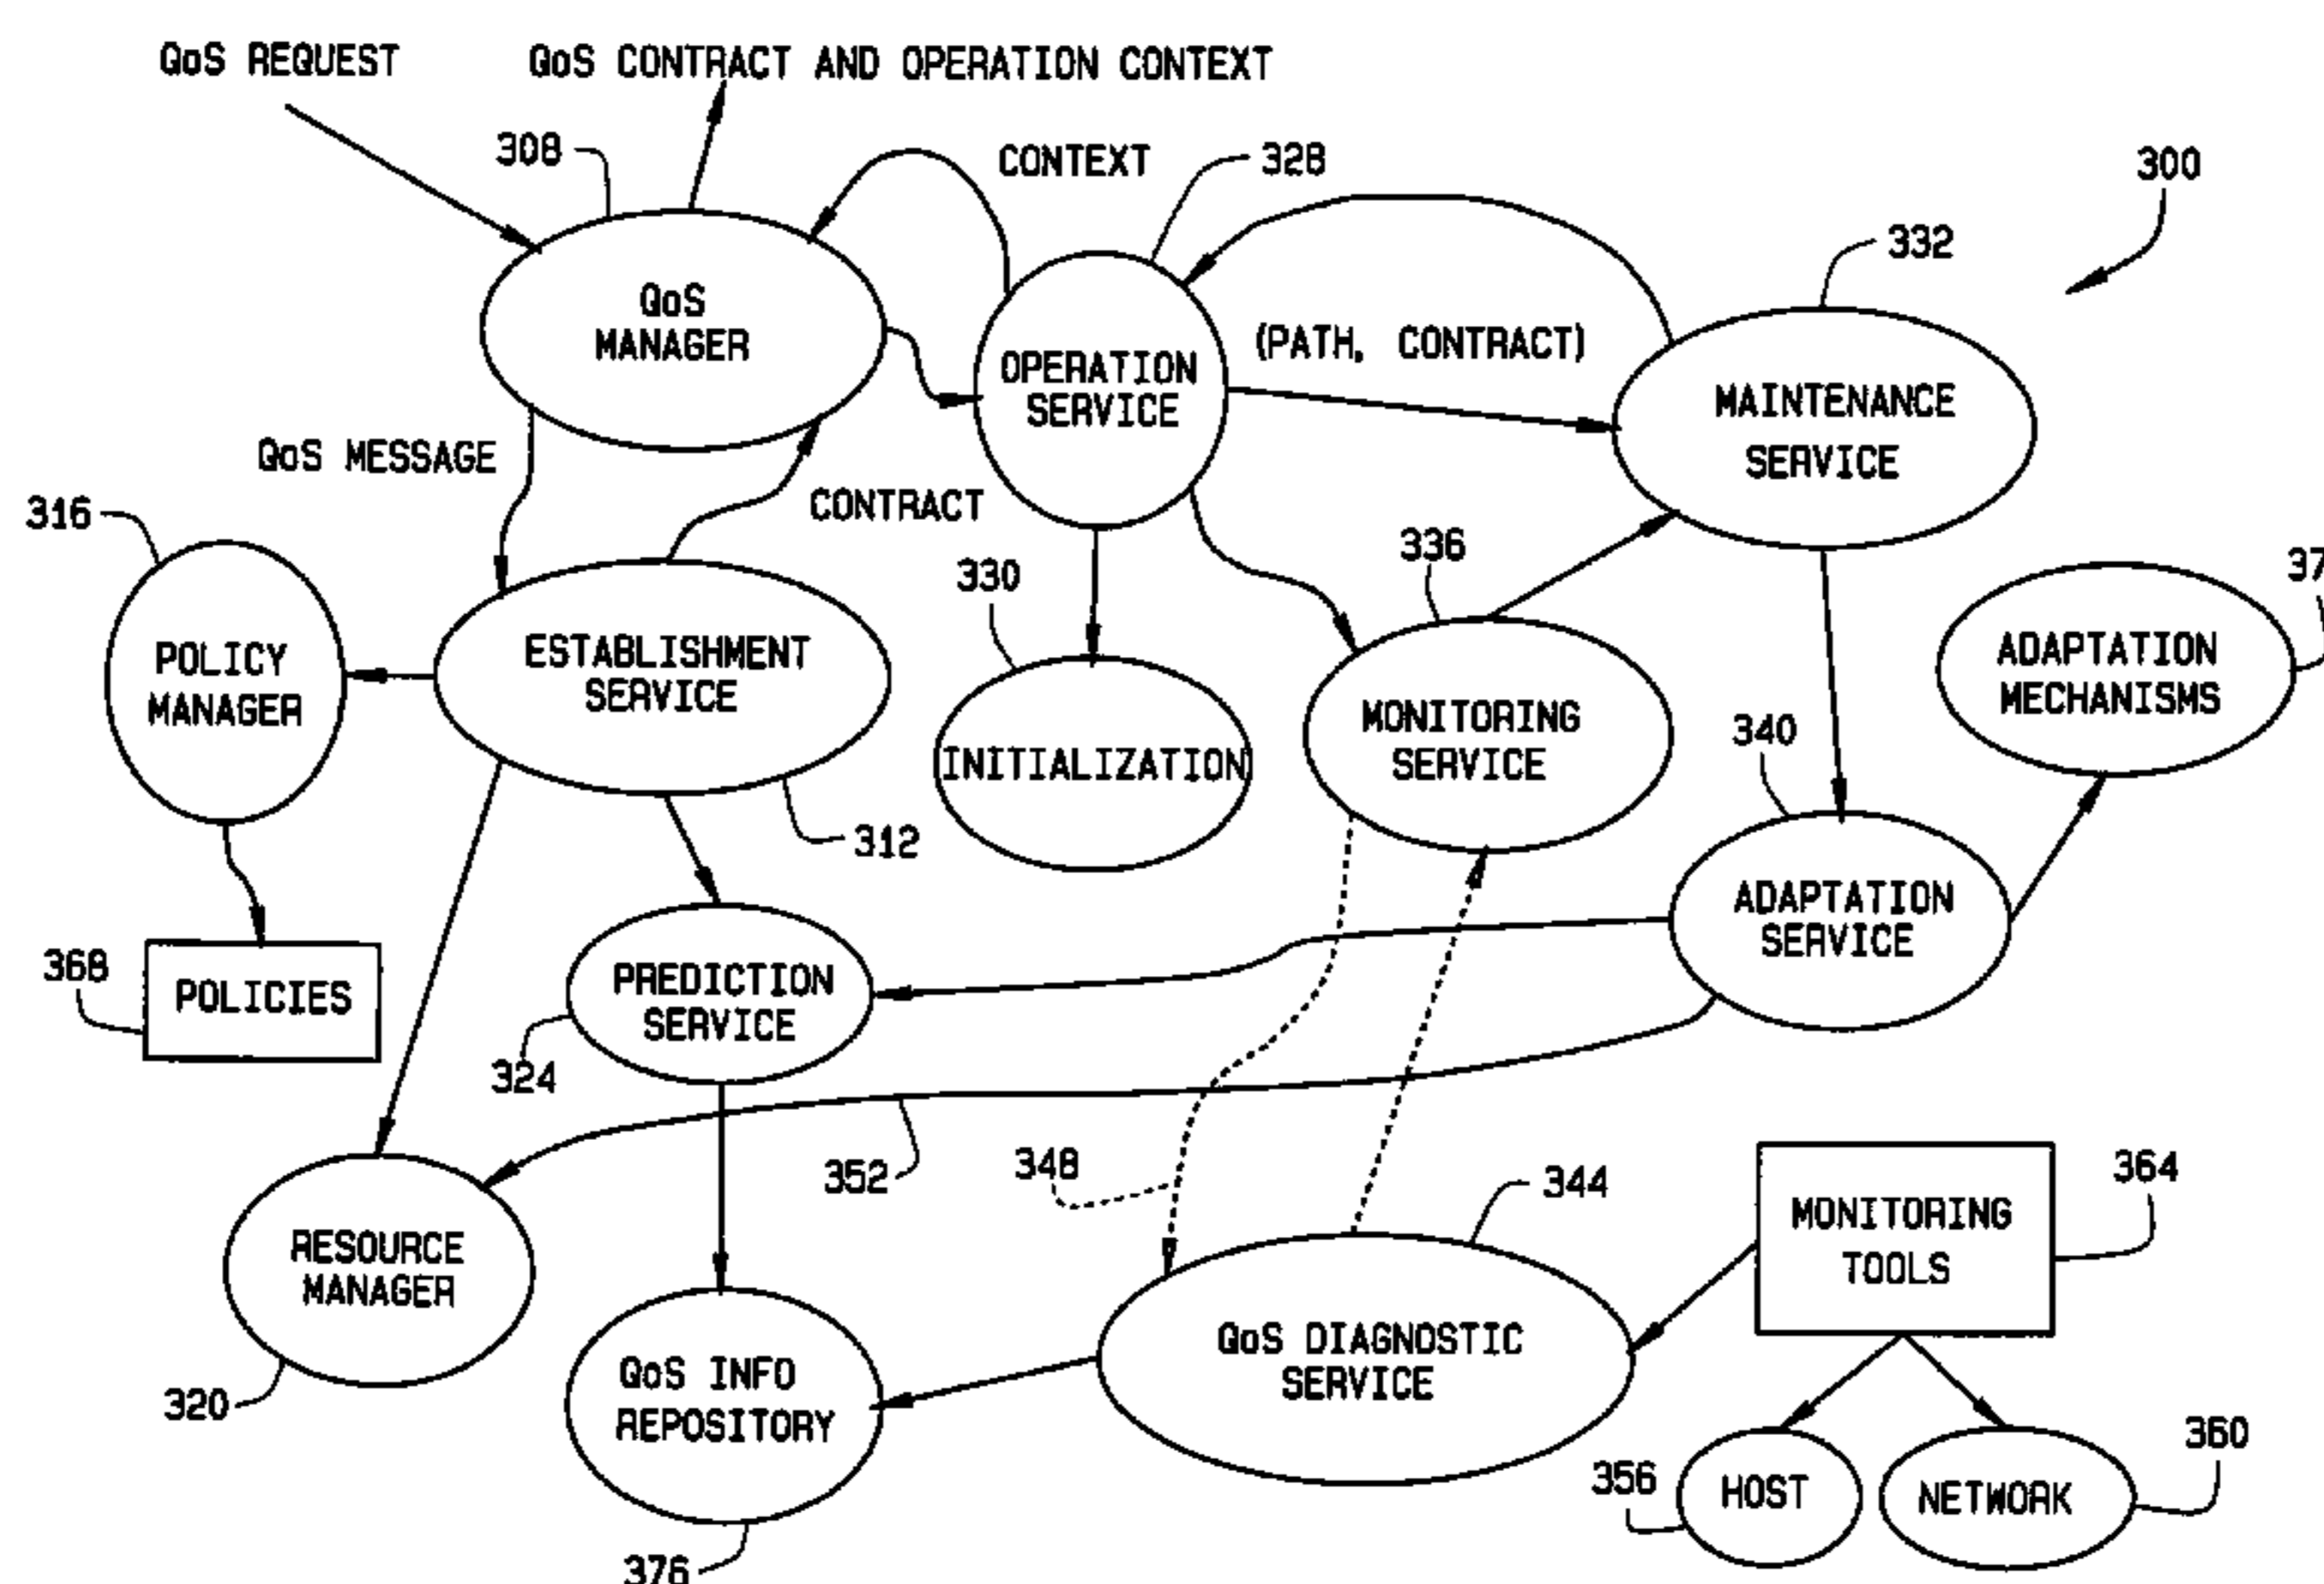 QoS REQUEST
QoS CONTRACT AND OPERATION CONTEXT
308
CONTEXT
328
300
332
QoS
MANAGER
(PATH, CONTRACT)
OPERATION
SERVICE
MAINTENANCE
SERVICE
QoS MESSAGE
CONTRACT
316
330
336
37
POLICY
MANAGER
ESTABLISHMENT
SERVICE
INITIALIZATION
MONITORING
SERVICE
ADAPTATION
MECHANISMS
340
312
368
POLICIES
PREDICTION
SERVICE
ADAPTATION
SERVICE
324
352
348
344
364
RESOURCE
MANAGER
MONITORING
TOOLS
QoS INFO
REPOSITORY
QoS DIAGNOSTIC
SERVICE
320
356
HOST
NETWORK
360
376